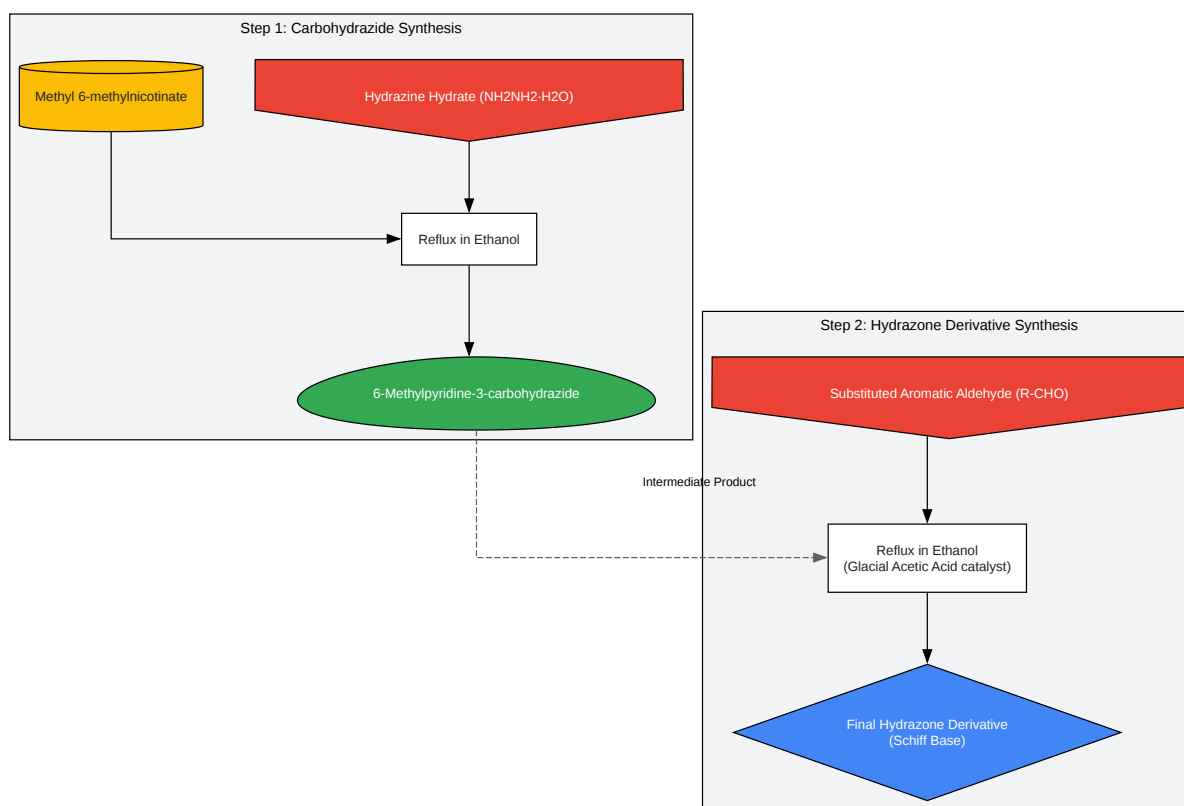 Step 1: Carbohydrazide Synthesis
Methyl 6-methylnicotinate
Hydrazine Hydrate (NH2NH2·H2O)
Reflux in Ethanol
6-Methylpyridine-3-carbohydrazide
Step 2: Hydrazone Derivative Synthesis
Substituted Aromatic Aldehyde (R-CHO)
Intermediate Product
Reflux in Ethanol
(Glacial Acetic Acid catalyst)
Final Hydrazone Derivative
(Schiff Base)